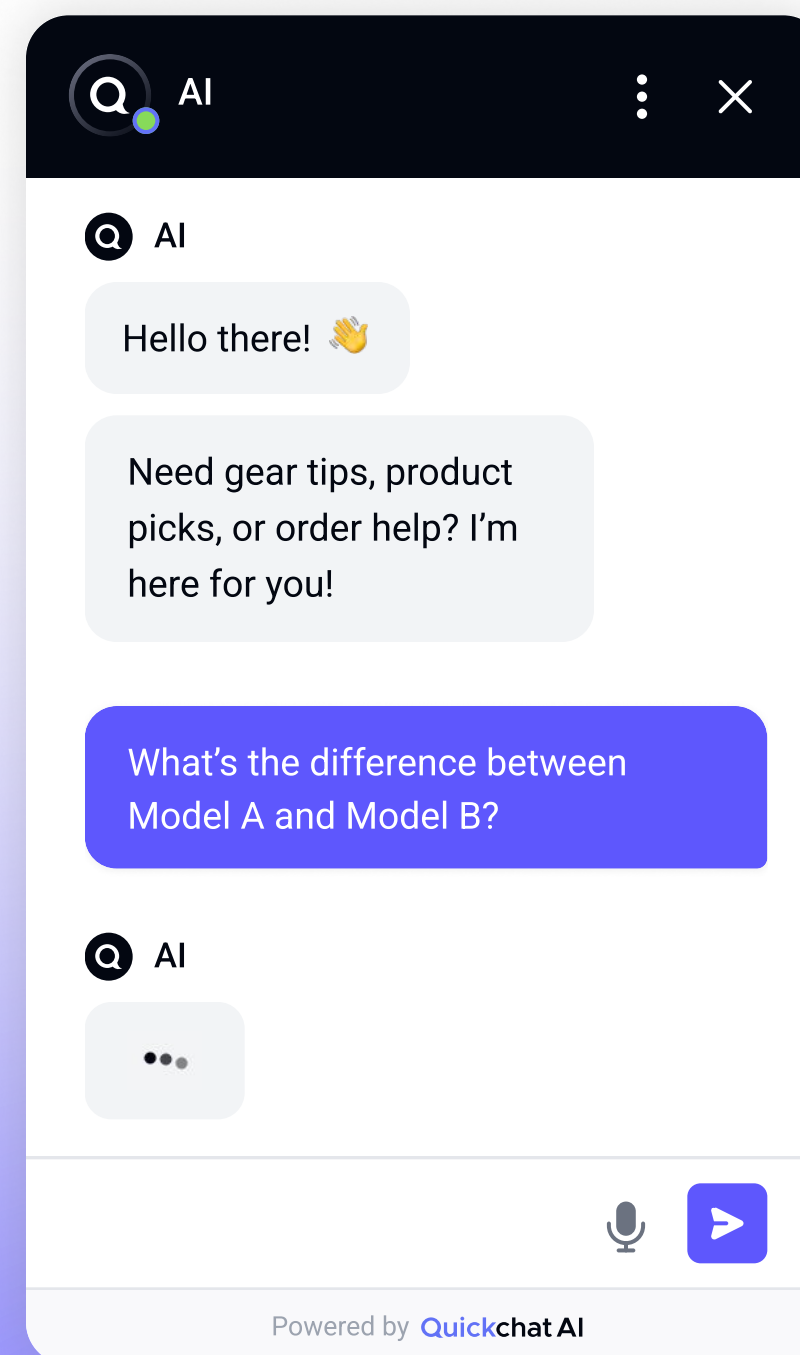 AI
AI
Hello there! 👋
Need gear tips, product
picks, or order help? I’m
here for you!
What’s the difference between
Model A and Model B?
AI
Powered by Quickchat AI